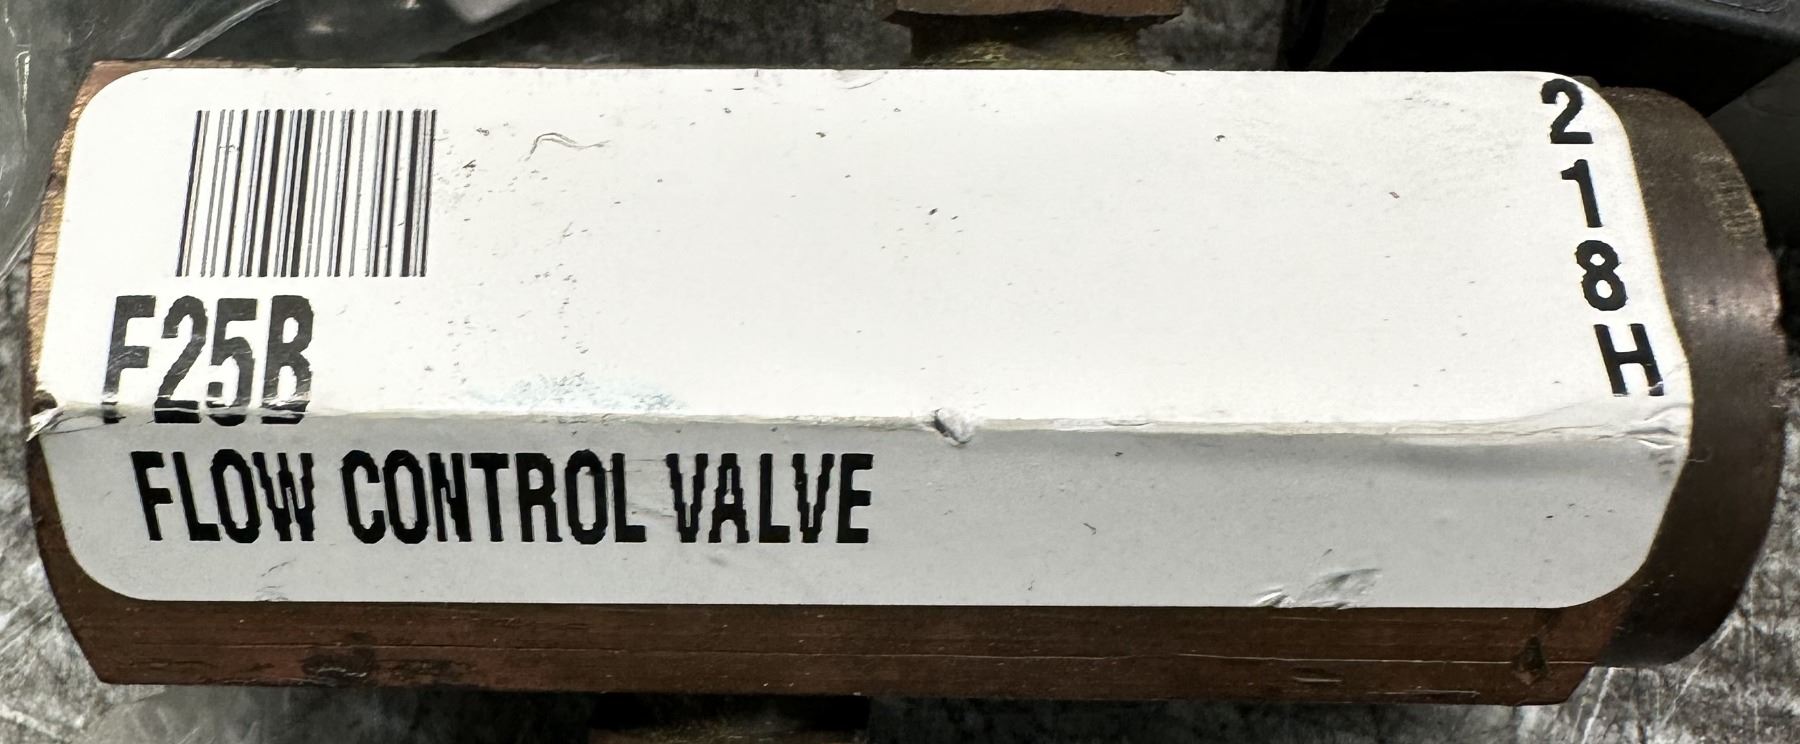 F25B
FLOW CONTROL VALVE
218H